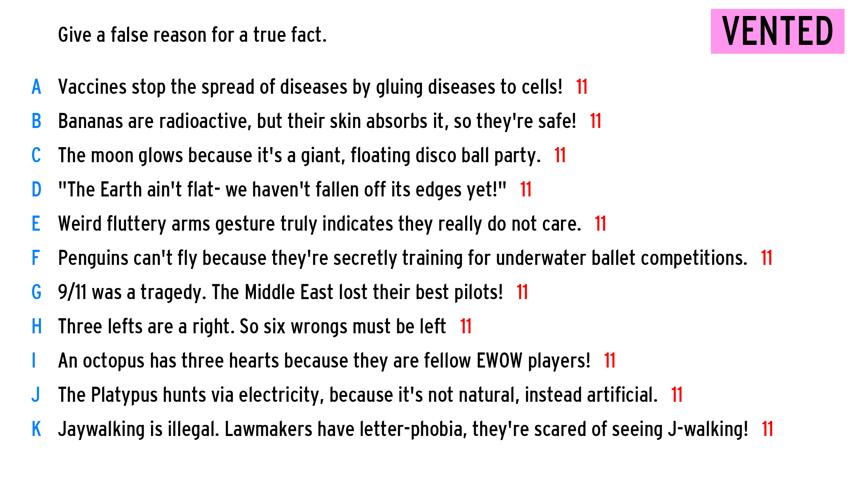 Give a false reason for a true fact.
VENTED
A Vaccines stop the spread of diseases by gluing diseases to cells! 11
B Bananas are radioactive, but their skin absorbs it, so they're safe! 11
C The moon glows because it's a giant, floating disco ball party. 11
D "The Earth ain't flat- we haven't fallen off its edges yet!" 11
E Weird fluttery arms gesture truly indicates they really do not care. 11
F Penguins can't fly because they're secretly training for underwater ballet competitions. 11
G 9/11 was a tragedy. The Middle East lost their best pilots! 11
H Three lefts are a right. So six wrongs must be left 11
I An octopus has three hearts because they are fellow EWOW players! 11
J The Platypus hunts via electricity, because it's not natural, instead artificial. 11
K Jaywalking is illegal. Lawmakers have letter-phobia, they're scared of seeing J-walking! 11